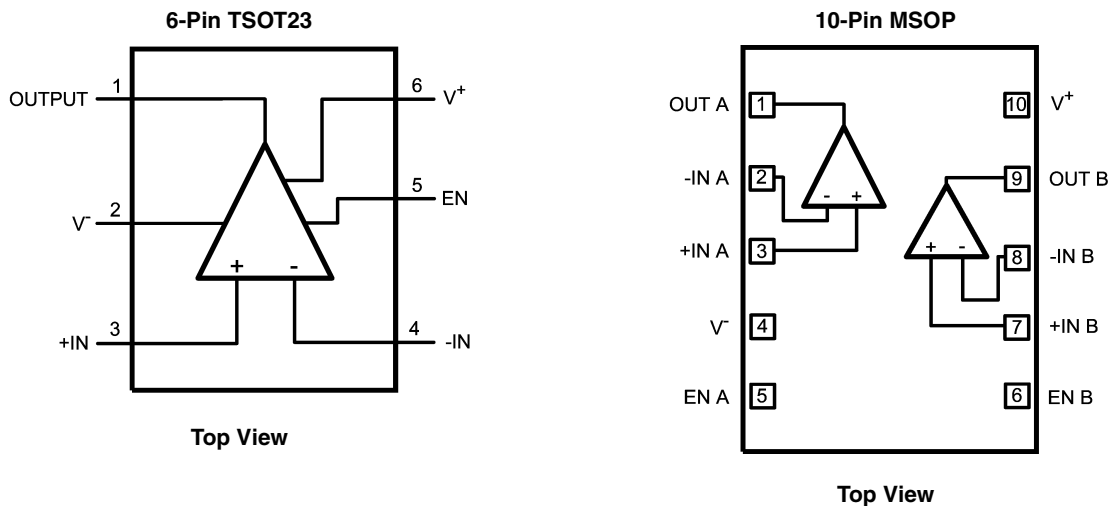 6-Pin TSOT23
OUTPUT 1
6 V+
5 EN
V- 2
+ -
+IN 3
4 -IN
Top View
10-Pin MSOP
OUT A 1
10 V+
-IN A 2
9 OUT B
- +
+IN A 3
+ -
8 -IN B
V- 4
7 +IN B
EN A 5
6 EN B
Top View